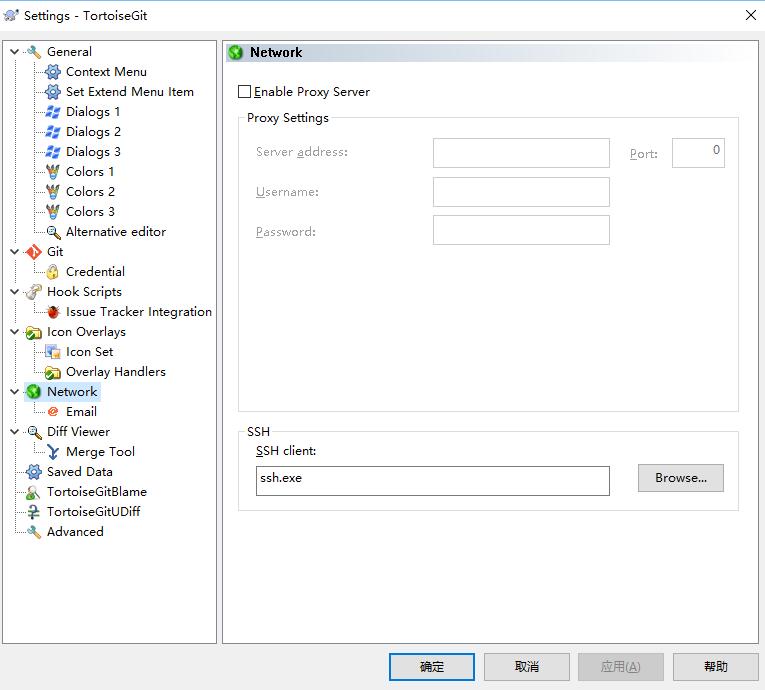 Settings - TortoiseGit
General
Context Menu
Set Extend Menu Item
Dialogs 1
Dialogs 2
Dialogs 3
Colors 1
Colors 2
Colors 3
Alternative editor
Git
Credential
Hook Scripts
Issue Tracker Integration
Icon Overlays
Icon Set
Overlay Handlers
Network
Email
Diff Viewer
Merge Tool
Saved Data
TortoiseGitBlame
TortoiseGitUDiff
Advanced
Network
Enable Proxy Server
Proxy Settings
Server address:
Port: 0
Username:
Password:
SSH
SSH client:
ssh.exe
Browse...
确定 取消 应用(A) 帮助